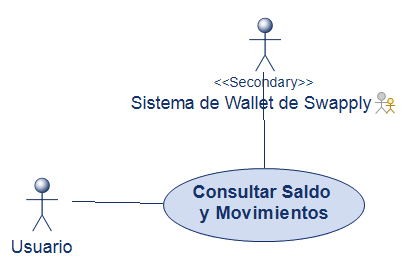 <<Secondary>>
Sistema de Wallet de Swapply
Consultar Saldo
y Movimientos
Usuario